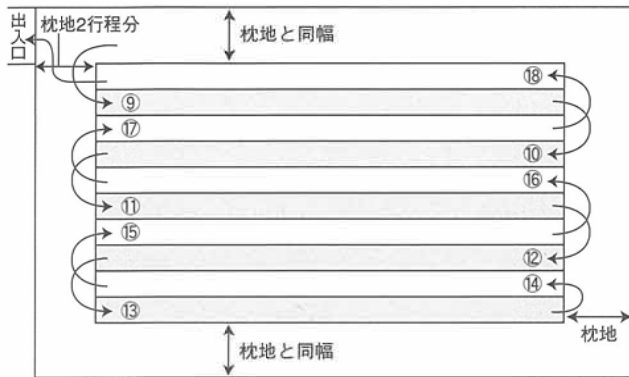 出入口
枕地2行程分
枕地と同幅
⑱
⑨
⑰
⑩
⑯
⑪
⑮
⑫
⑭
⑬
枕地
枕地と同幅